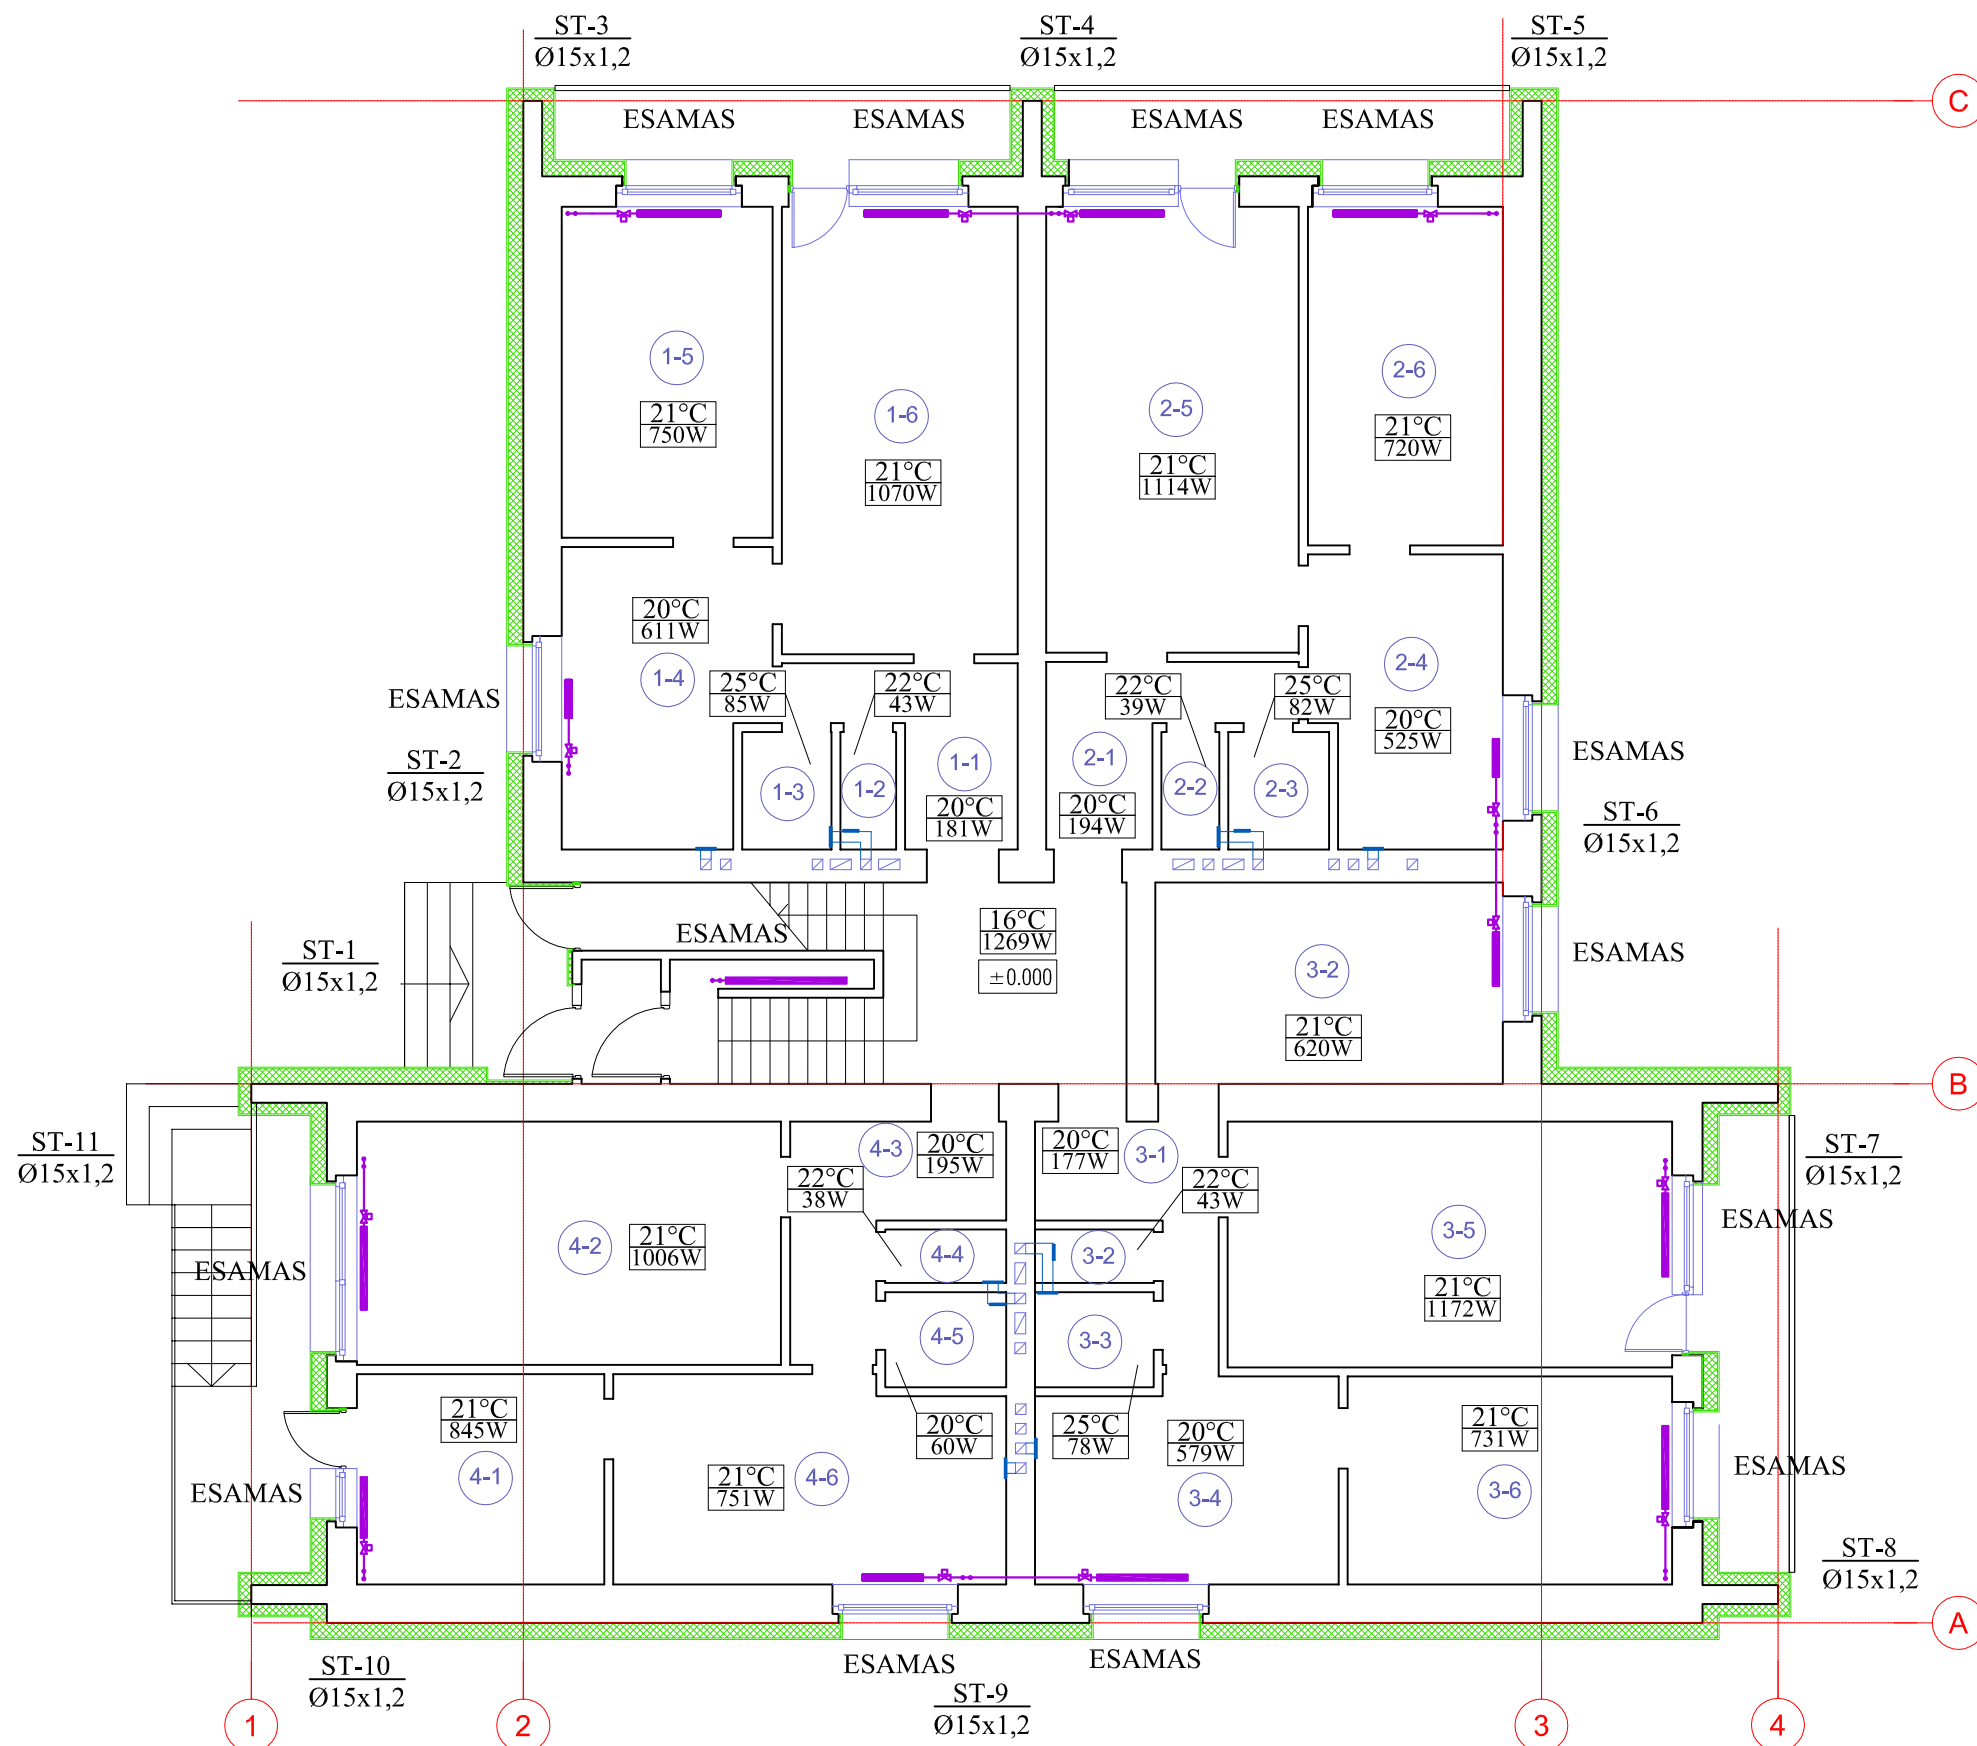 ST-3
Ø15x1,2
ST-4
Ø15x1,2
ST-5
Ø15x1,2
C
ESAMAS
ESAMAS
ESAMAS
ESAMAS
1-5
21°C
750W
1-6
21°C
1070W
2-5
21°C
1114W
2-6
21°C
720W
20°C
611W
1-4
25°C
85W
22°C
43W
22°C
39W
25°C
82W
2-4
20°C
525W
ESAMAS
ST-2
Ø15x1,2
1-3
1-2
1-1
20°C
181W
2-1
20°C
194W
2-2
2-3
ESAMAS
ST-6
Ø15x1,2
ST-1
Ø15x1,2
ESAMAS
16°C
1269W
±0.000
3-2
21°C
620W
ESAMAS
B
ST-11
Ø15x1,2
4-3
20°C
195W
20°C
177W
3-1
22°C
38W
22°C
43W
ST-7
Ø15x1,2
ESAMAS
4-2
21°C
1006W
4-4
3-2
3-5
21°C
1172W
ESAMAS
4-5
3-3
21°C
845W
4-1
20°C
60W
25°C
78W
20°C
579W
3-4
21°C
731W
3-6
21°C
751W
4-6
ESAMAS
ESAMAS
ST-8
Ø15x1,2
A
ST-10
Ø15x1,2
ESAMAS
ESAMAS
ST-9
Ø15x1,2
1
2
3
4